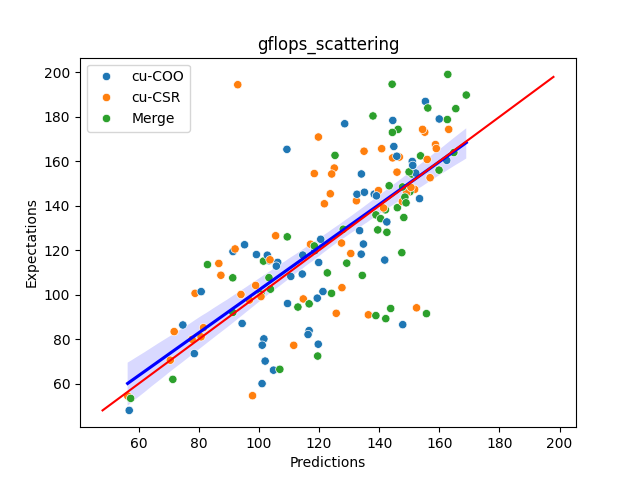 gflops_scattering
cu-COO
cu-CSR
Merge
Expectations
200
180
160
140
120
100
80
60
60 80 100 120 140 160 180 200
Predictions